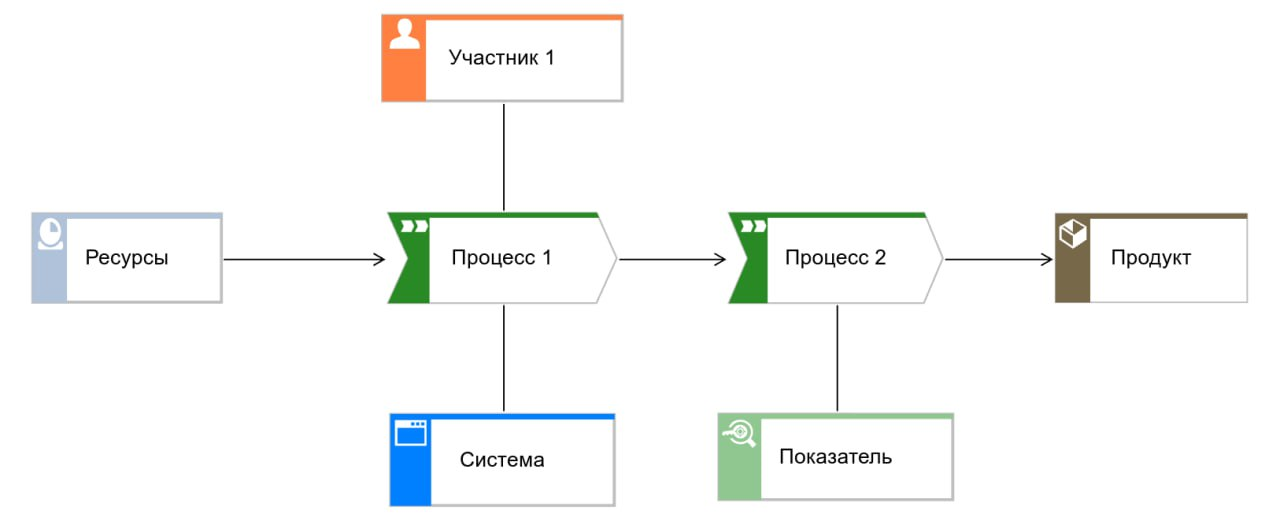 Участник 1
Ресурсы
Процесс 1
Процесс 2
Продукт
Система
Показатель